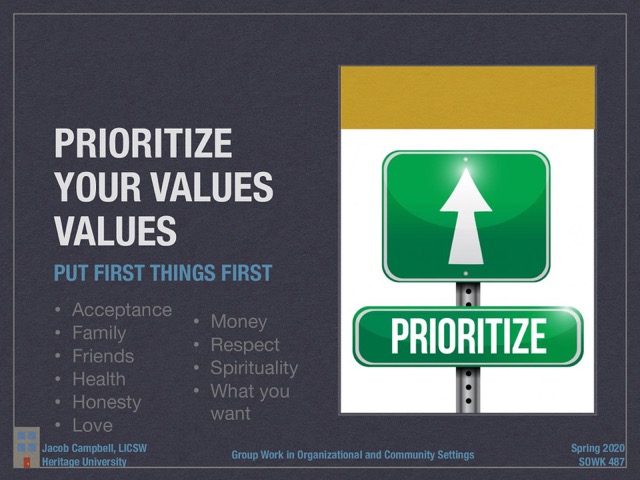 PRIORITIZE
YOUR VALUES
VALUES
PUT FIRST THINGS FIRST
• Acceptance
• Family
• Friends
• Health
• Honesty
• Love
• Money
• Respect
• Spirituality
• What you
want
PRIORITIZE
Jacob Campbell, LICSW
Heritage University
Group Work in Organizational and Community Settings
Spring 2020
SOWK 487